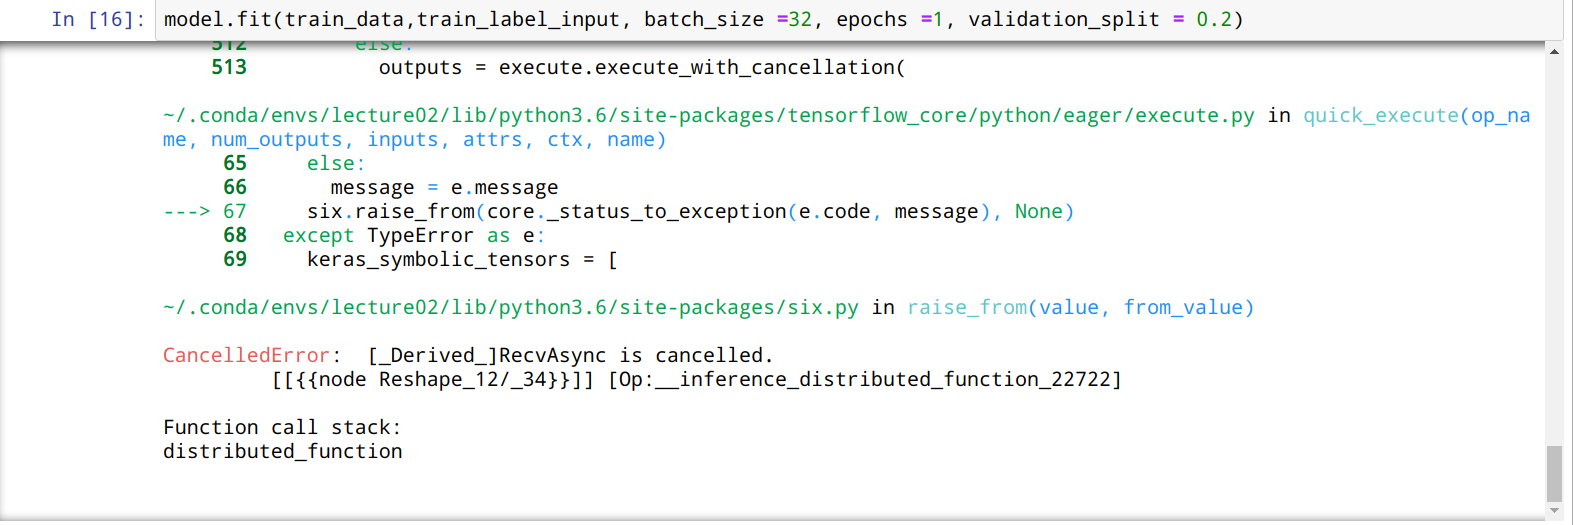 In [16]: model.fit(train_data,train_label_input, batch_size =32, epochs =1, validation_split = 0.2)
512 else:
513 outputs = execute.execute_with_cancellation(
~/.conda/envs/lecture02/lib/python3.6/site-packages/tensorflow_core/python/eager/execute.py in quick_execute(op_na
me, num_outputs, inputs, attrs, ctx, name)
65 else:
66 message = e.message
---> 67 six.raise_from(core._status_to_exception(e.code, message), None)
68 except TypeError as e:
69 keras_symbolic_tensors = [
~/.conda/envs/lecture02/lib/python3.6/site-packages/six.py in raise_from(value, from_value)
CancelledError:  [_Derived_]RecvAsync is cancelled.
[[{{node Reshape_12/_34}}]] [Op:__inference_distributed_function_22722]
Function call stack:
distributed_function